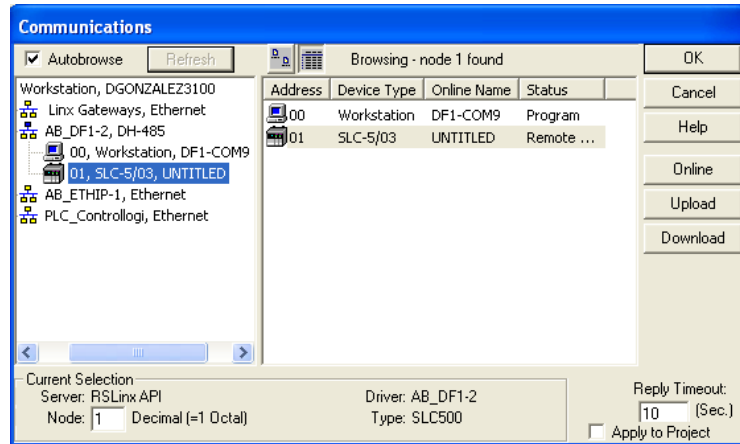 Communications
Autobrowse Refresh Browsing - node 1 found OK
Workstation, DGONZALEZ3100
Linx Gateways, Ethernet
AB_DF1-2, DH-485
00, Workstation, DF1-COM9
01, SLC-5/03, UNTITLED
AB_ETHIP-1, Ethernet
PLC_Controllogi, Ethernet
Address Device Type Online Name Status
00 Workstation DF1-COM9 Program
01 SLC-5/03 UNTITLED Remote ...
Cancel
Help
Online
Upload
Download
Current Selection
Server: RSLinx API Driver: AB_DF1-2
Node: 1 Decimal (=1 Octal) Type: SLC500
Reply Timeout:
10 (Sec.)
Apply to Project